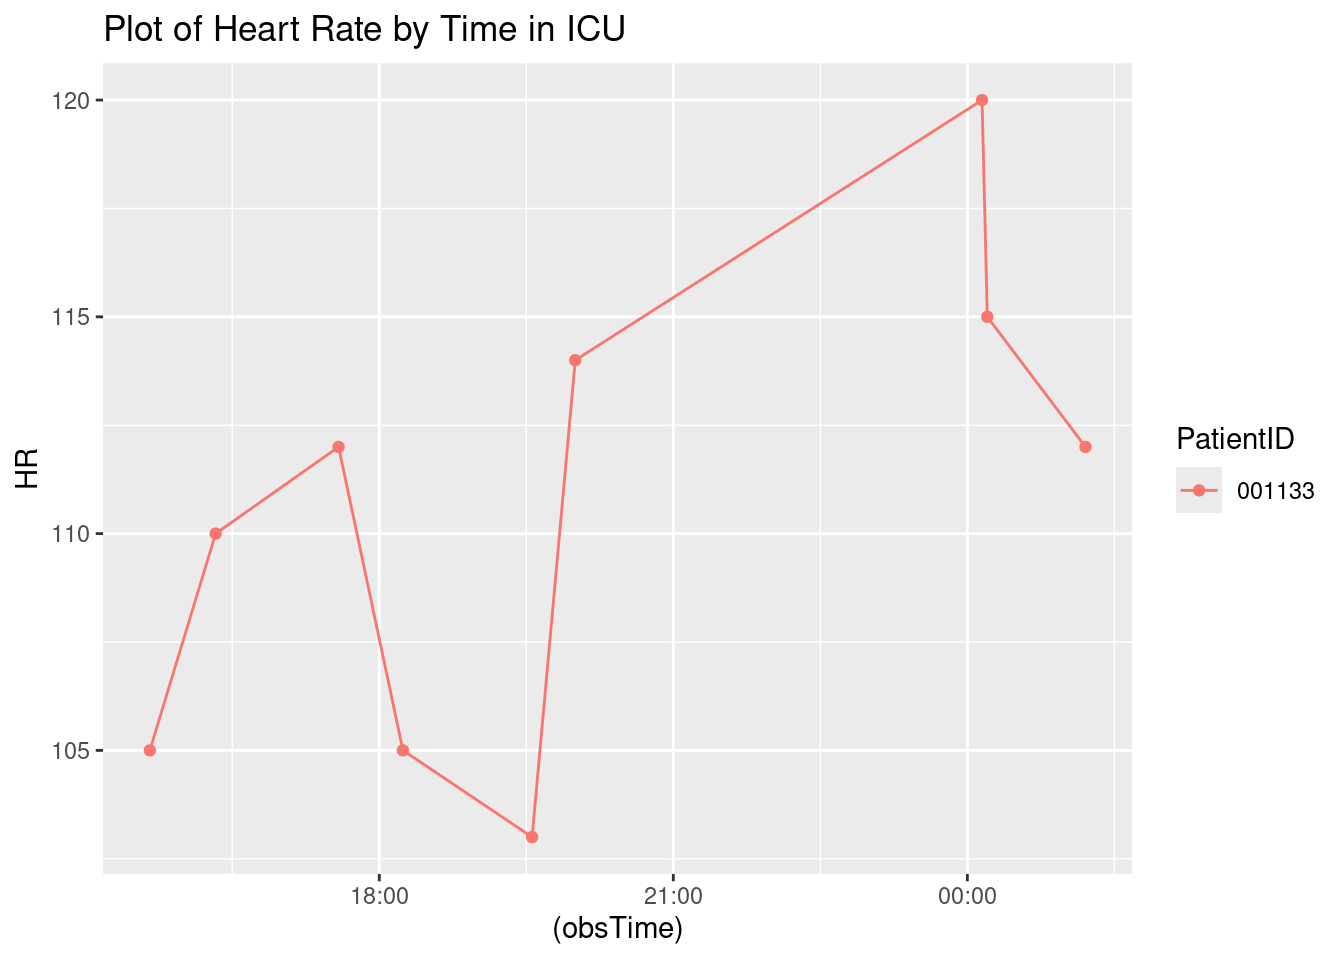 Plot of Heart Rate by Time in ICU
120
115
110
105
HR
18:00
21:00
00:00
(obsTime)
PatientID
001133